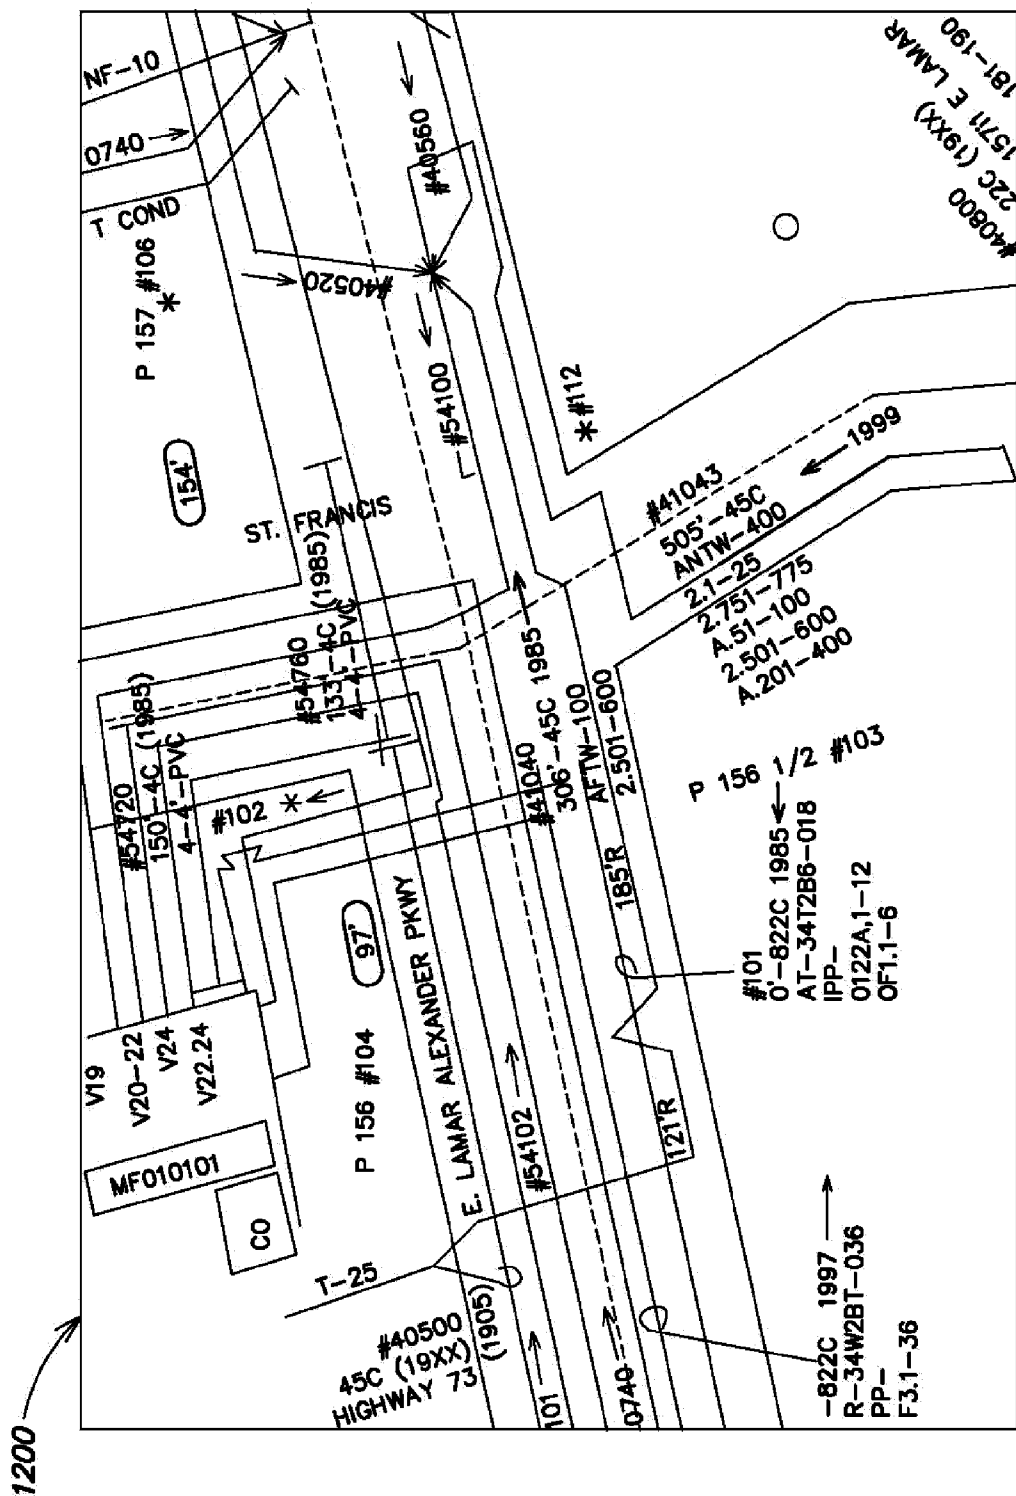 1200
NF-10
0740
T COND
P 157 #106
154'
#40520
#40560
#54100
181-190
15711 E LAMAR
22C (19XX)
#40800
#112
ST. FRANCIS
#41043
505'-45C
ANTW-400
2.1-25
2.751-775
A.51-100
2.501-600
A.201-400
1999
#54760
133'-4C (1985)
4-4'-PVC
#54720
150'-4C (1985)
4-4'-PVC
#102
#41040
306'-45C 1985
AFTW-100
2.501-600
P 156 1/2 #103
185'R
#101
0'-822C 1985
AT-34T2B6-018
IPP-
0122A,1-12
OF1.1-6
97'
E. LAMAR ALEXANDER PKWY
P 156 #104
V19
V20-22
V24
V22.24
MF010101
CO
T-25
#54102
121'R
#40500
45C (19XX)
HIGHWAY 73 (1905)
101
0740
-822C 1997
R-34W2BT-036
PP-
F3.1-36